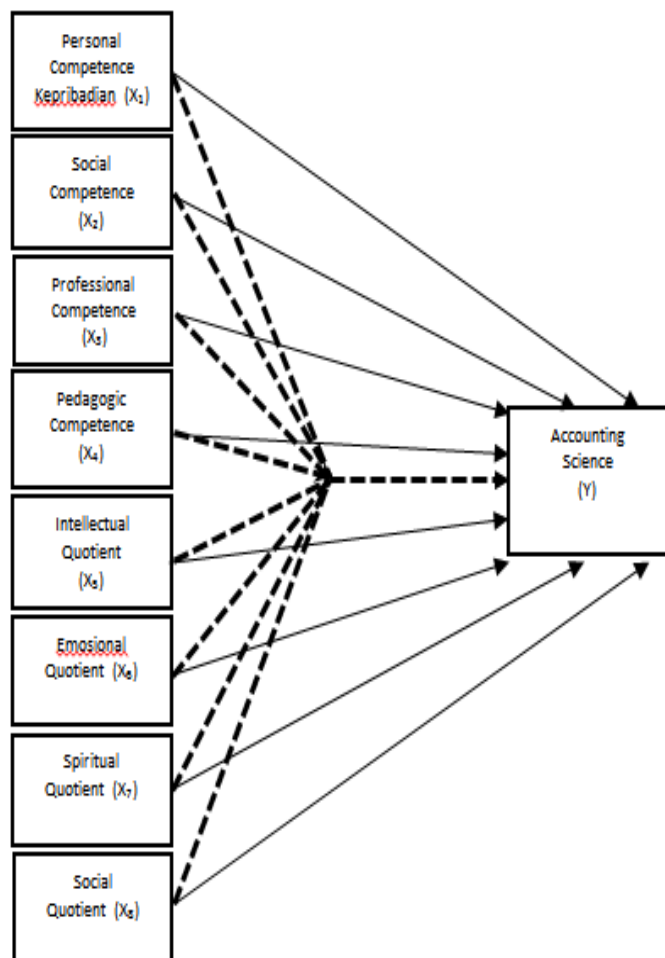 Personal
Competence
Kepribadian (X₁)
Social
Competence
(X₂)
Professional
Competence
(X₃)
Pedagogic
Competence
(X₄)
Intellectual
Quotient
(X₅)
Emosional
Quotient (X₆)
Spiritual
Quotient (X₇)
Social
Quotient (X₈)
Accounting
Science
(Y)